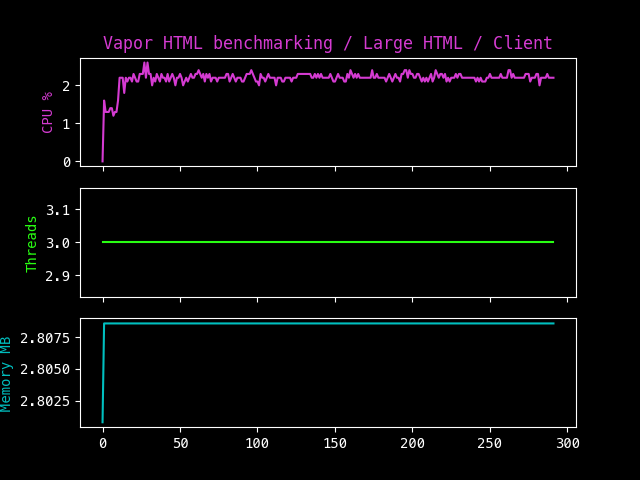 Vapor HTML benchmarking / Large HTML / Client
CPU %
2
1
0
Threads
3.1
3.0
2.9
Memory MB
2.8075
2.8050
2.8025
0 50 100 150 200 250 300